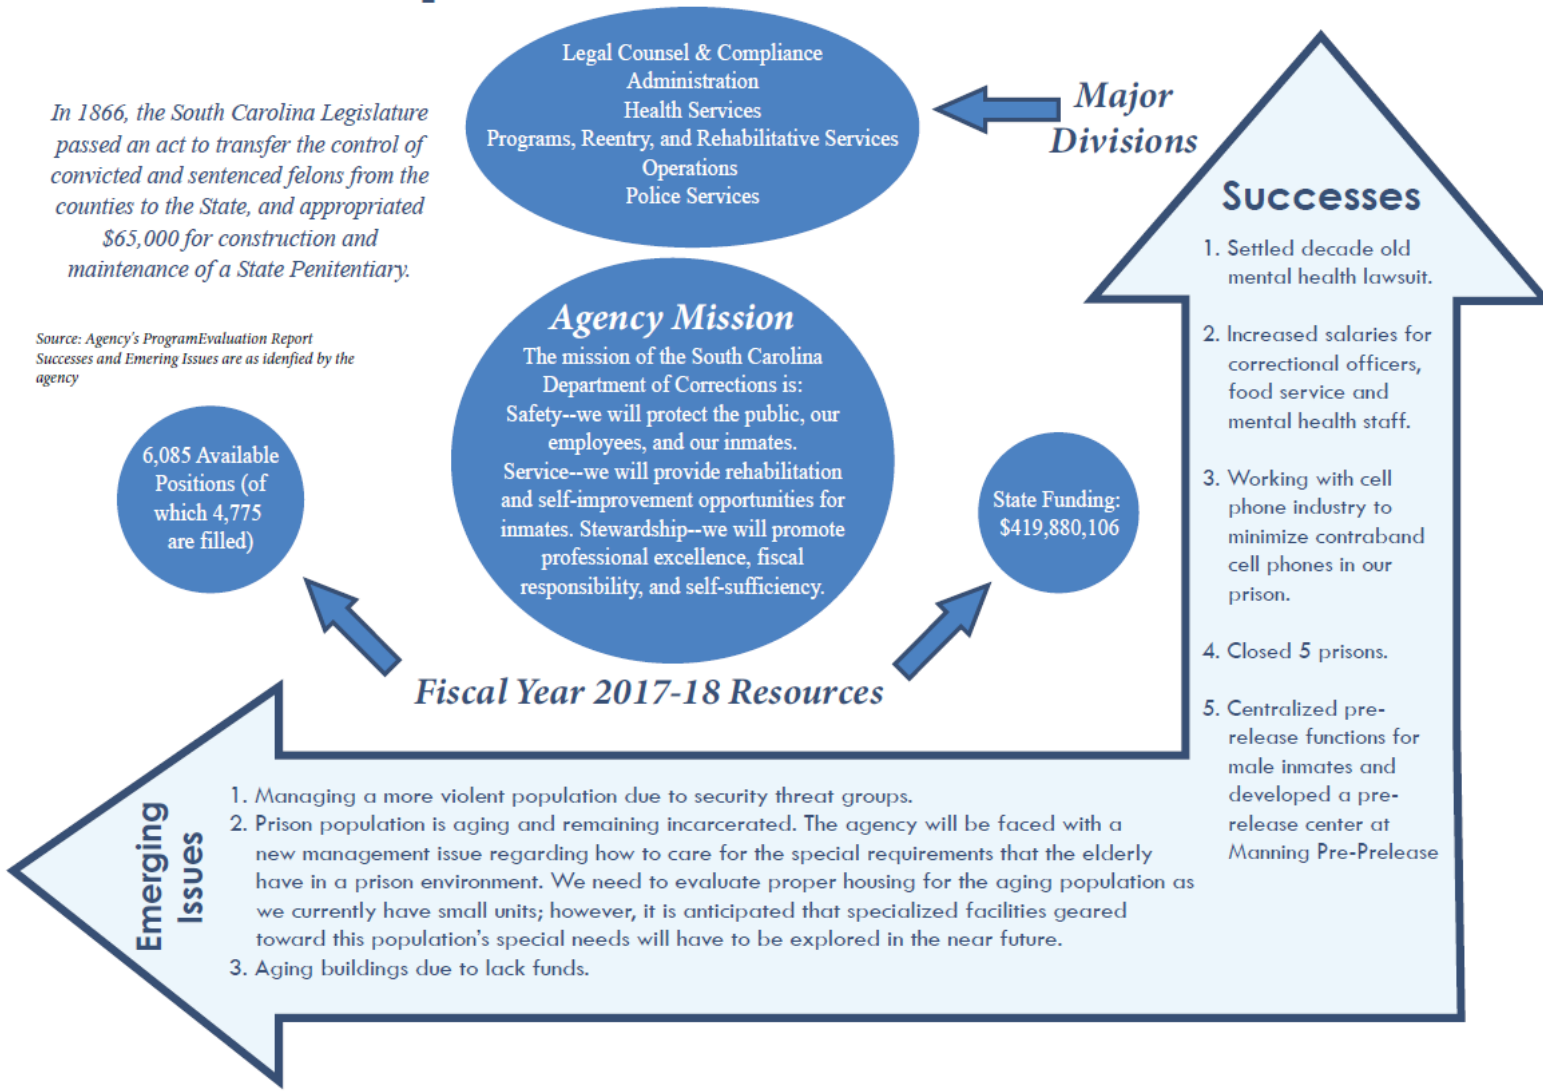 Legal Counsel & Compliance
Administration
Health Services
Programs, Reentry, and Rehabilitative Services
Operations
Police Services
Major
Divisions
In 1866, the South Carolina Legislature
passed an act to transfer the control of
convicted and sentenced felons from the
counties to the State, and appropriated
$65,000 for construction and
maintenance of a State Penitentiary.
Source: Agency's ProgramEvaluation Report
Successes and Emering Issues are as idenfied by the
agency
Agency Mission
The mission of the South Carolina
Department of Corrections is:
Safety--we will protect the public, our
employees, and our inmates.
Service--we will provide rehabilitation
and self-improvement opportunities for
inmates. Stewardship--we will promote
professional excellence, fiscal
responsibility, and self-sufficiency.
6,085 Available
Positions (of
which 4,775
are filled)
State Funding:
$419,880,106
Fiscal Year 2017-18 Resources
Successes
1. Settled decade old
mental health lawsuit.
2. Increased salaries for
correctional officers,
food service and
mental health staff.
3. Working with cell
phone industry to
minimize contraband
cell phones in our
prison.
4. Closed 5 prisons.
5. Centralized pre-
release functions for
male inmates and
developed a pre-
release center at
Manning Pre-Prelease
Emerging
Issues
1. Managing a more violent population due to security threat groups.
2. Prison population is aging and remaining incarcerated. The agency will be faced with a
new management issue regarding how to care for the special requirements that the elderly
have in a prison environment. We need to evaluate proper housing for the aging population as
we currently have small units; however, it is anticipated that specialized facilities geared
toward this population's special needs will have to be explored in the near future.
3. Aging buildings due to lack funds.